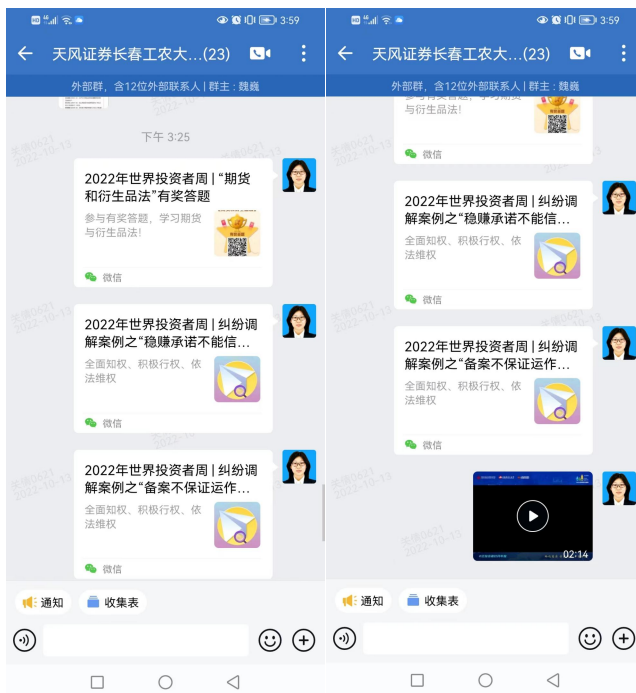 HD 46 3:59
天风证券长春工农大...(23)
外部群，含12位外部联系人 | 群主：魏巍
下午 3:25
2022年世界投资者周 | “期货
和衍生品法”有奖答题
参与有奖答题，学习期货
与衍生品法！
微信
2022年世界投资者周 | 纠纷调
解案例之“稳赚承诺不能信...
全面知权、积极行权、依
法维权
微信
2022年世界投资者周 | 纠纷调
解案例之“备案不保证运作...
全面知权、积极行权、依
法维权
微信
通知 收集表
HD 46 3:59
天风证券长春工农大...(23)
外部群，含12位外部联系人 | 群主：魏巍
参与有奖答题，学习期货
与衍生品法！
微信
2022年世界投资者周 | 纠纷调
解案例之“稳赚承诺不能信...
全面知权、积极行权、依
法维权
微信
2022年世界投资者周 | 纠纷调
解案例之“备案不保证运作...
全面知权、积极行权、依
法维权
微信
02:14
通知 收集表